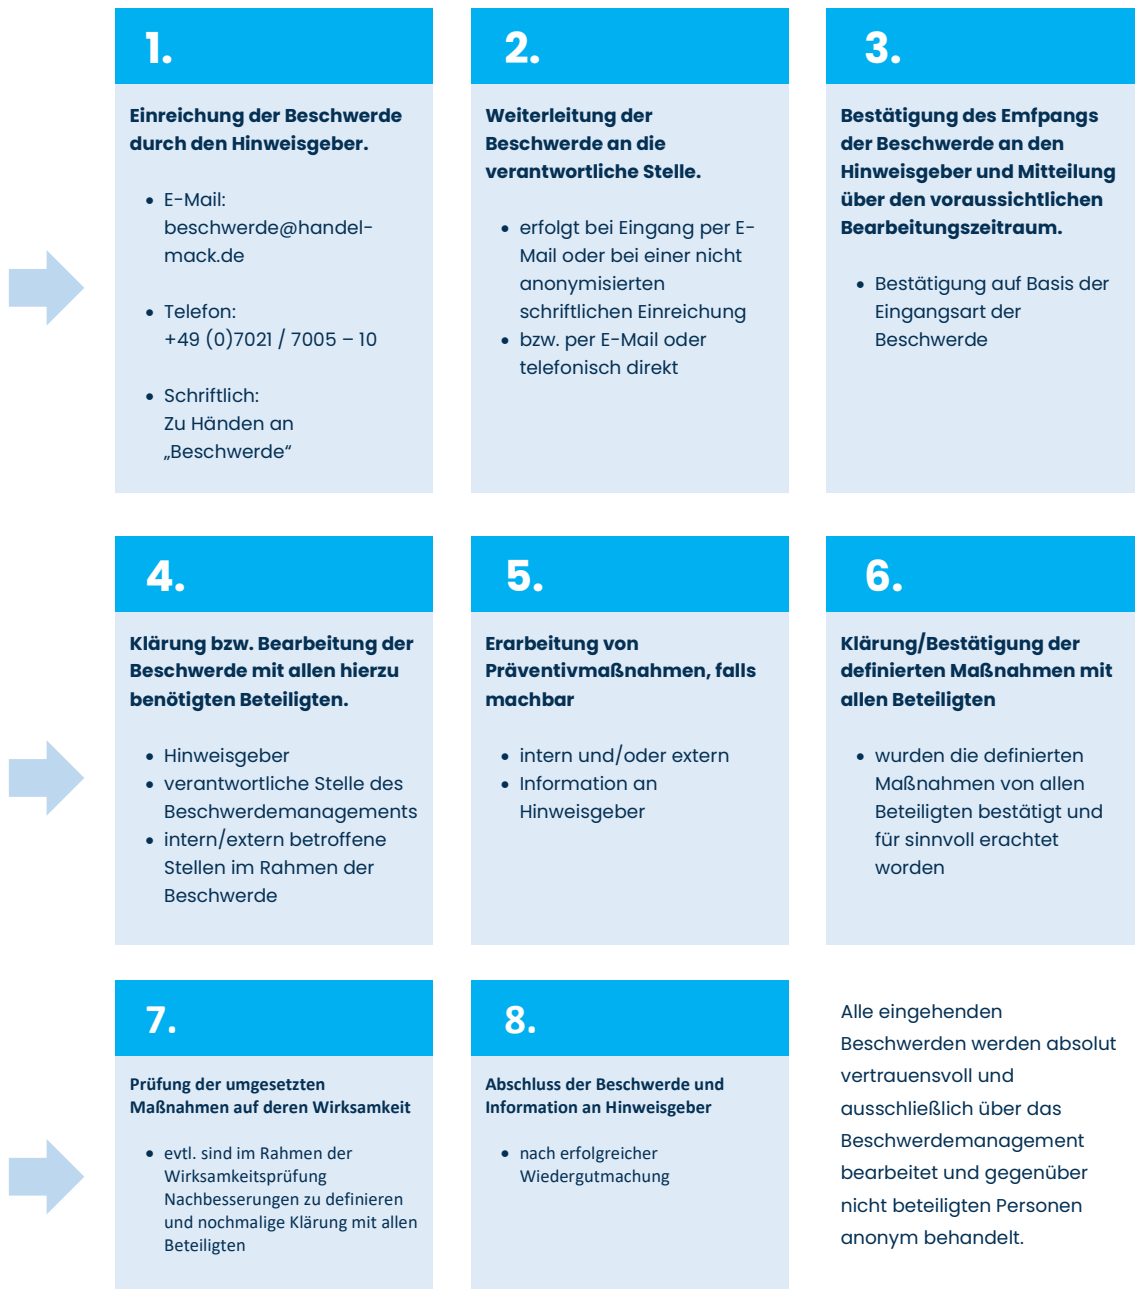 1.
Einreichung der Beschwerde
durch den Hinweisgeber.
• E-Mail:
beschwerde@handel-
mack.de
• Telefon:
+49 (0)7021 / 7005 – 10
• Schriftlich:
Zu Händen an
„Beschwerde“
2.
Weiterleitung der
Beschwerde an die
verantwortliche Stelle.
• erfolgt bei Eingang per E-
Mail oder bei einer nicht
anonymisierten
schriftlichen Einreichung
• bzw. per E-Mail oder
telefonisch direkt
3.
Bestätigung des Emfpangs
der Beschwerde an den
Hinweisgeber und Mitteilung
über den voraussichtlichen
Bearbeitungszeitraum.
• Bestätigung auf Basis der
Eingangsart der
Beschwerde
4.
Klärung bzw. Bearbeitung der
Beschwerde mit allen hierzu
benötigten Beteiligten.
• Hinweisgeber
• verantwortliche Stelle des
Beschwerdemanagements
• intern/extern betroffene
Stellen im Rahmen der
Beschwerde
5.
Erarbeitung von
Präventivmaßnahmen, falls
machbar
• intern und/oder extern
• Information an
Hinweisgeber
6.
Klärung/Bestätigung der
definierten Maßnahmen mit
allen Beteiligten
• wurden die definierten
Maßnahmen von allen
Beteiligten bestätigt und
für sinnvoll erachtet
worden
7.
Prüfung der umgesetzten
Maßnahmen auf deren Wirksamkeit
• evtl. sind im Rahmen der
Wirksamkeitsprüfung
Nachbesserungen zu definieren
und nochmalige Klärung mit allen
Beteiligten
8.
Abschluss der Beschwerde und
Information an Hinweisgeber
• nach erfolgreicher
Wiedergutmachung
Alle eingehenden
Beschwerden werden absolut
vertrauensvoll und
ausschließlich über das
Beschwerdemanagement
bearbeitet und gegenüber
nicht beteiligten Personen
anonym behandelt.